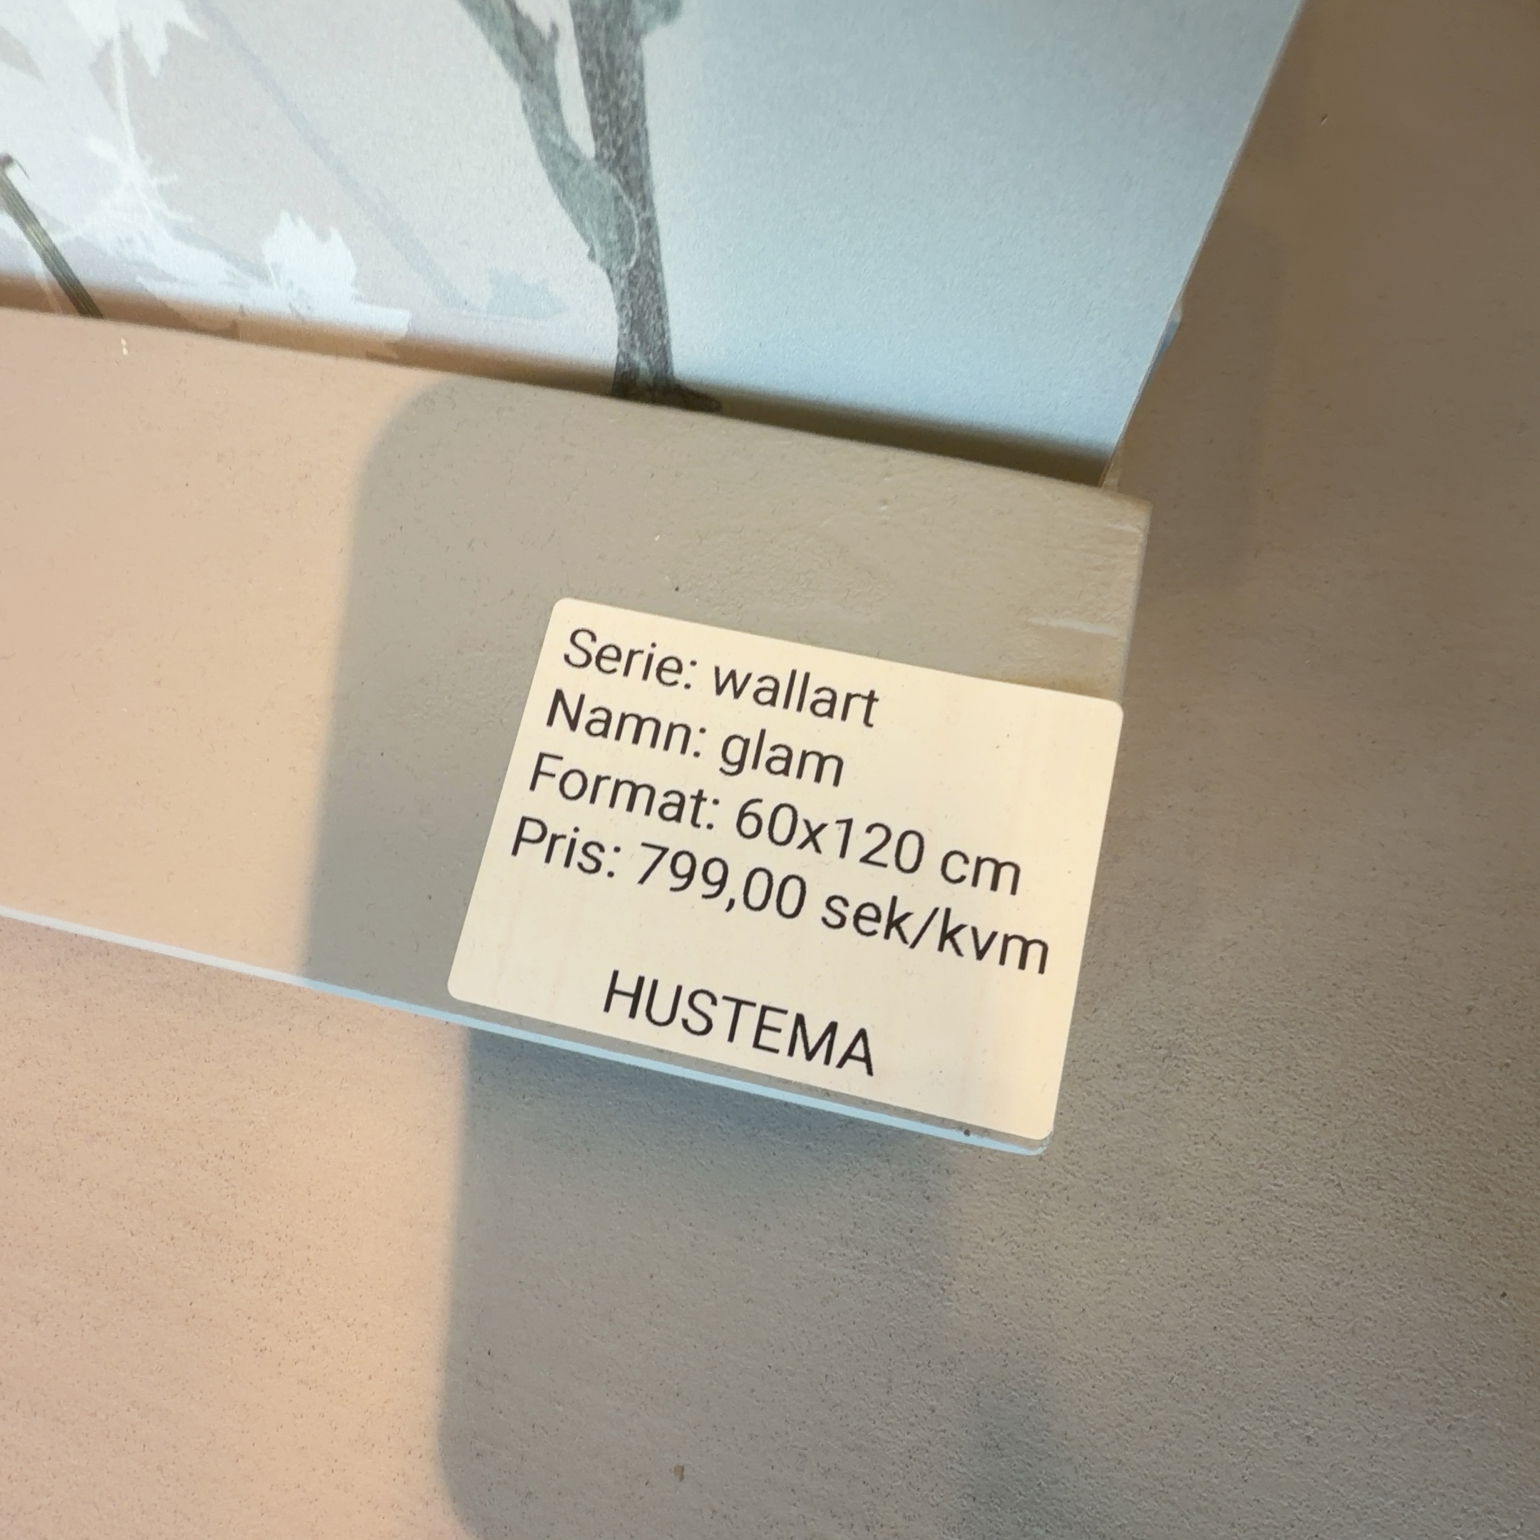 Serie: wallart
Namn: glam
Format: 60x120 cm
Pris: 799,00 sek/kvm
HUSTEMA